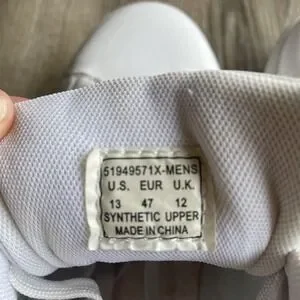 51949571X-MENS
U.S. EUR U.K.
13 47 12
SYNTHETIC UPPER
MADE IN CHINA